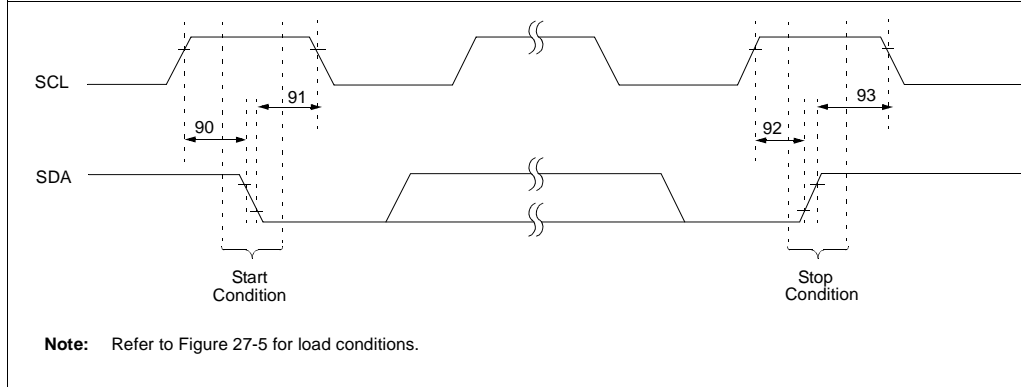 SCL
91
93
90
92
SDA
Start
Condition
Stop
Condition
Note: Refer to Figure 27-5 for load conditions.